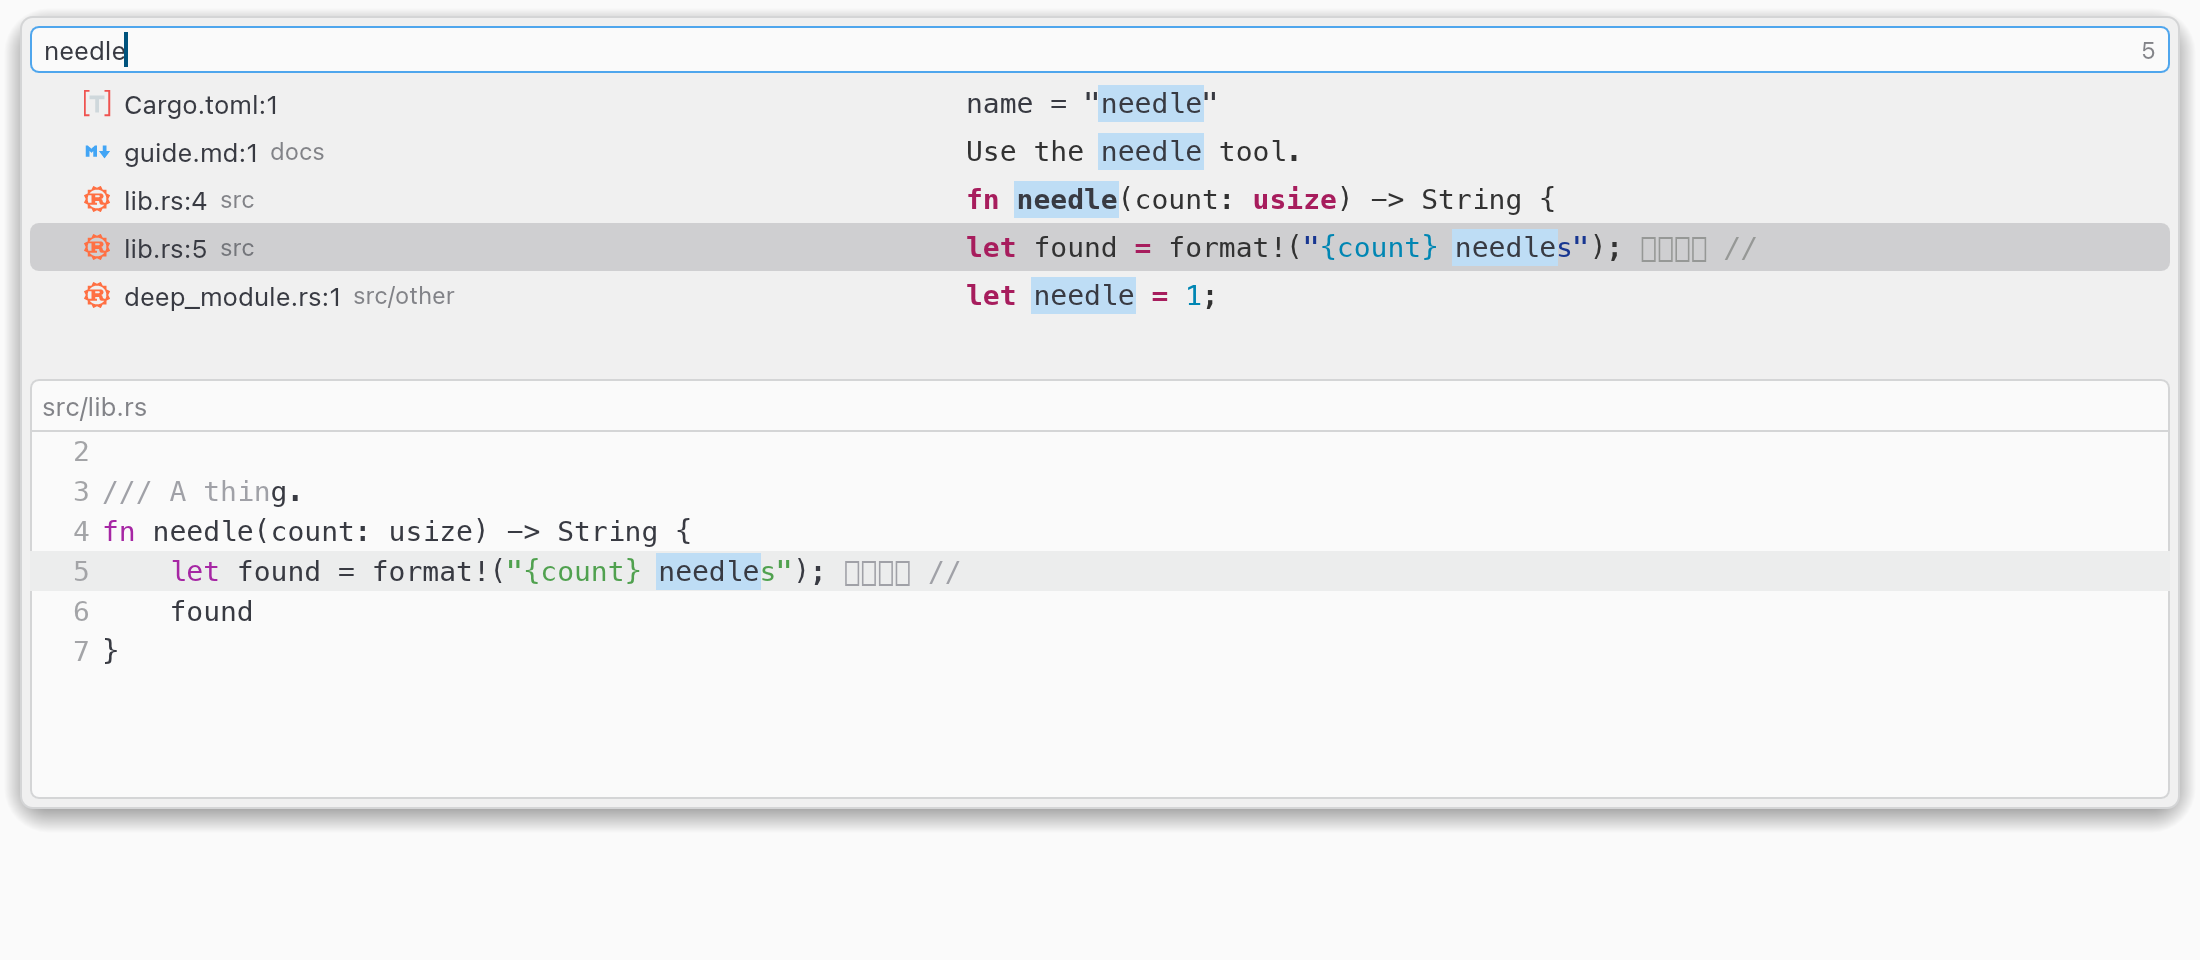 needle 5
Cargo.toml:1 name = "needle"
guide.md:1 docs Use the needle tool.
lib.rs:4 src fn needle(count: usize) -> String {
lib.rs:5 src let found = format!("{count} needles"); //
deep_module.rs:1 src/other let needle = 1;
src/lib.rs
2
3 /// A thing.
4 fn needle(count: usize) -> String {
5 let found = format!("{count} needles"); //
6 found
7 }